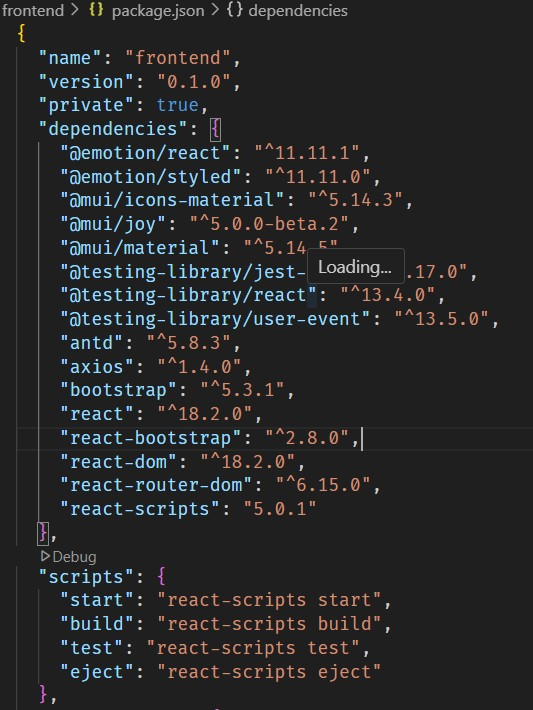 frontend > {} package.json > {} dependencies
{
"name": "frontend",
"version": "0.1.0",
"private": true,
"dependencies": {
"@emotion/react": "^11.11.1",
"@emotion/styled": "^11.11.0",
"@mui/icons-material": "^5.14.3",
"@mui/joy": "^5.0.0-beta.2",
"@mui/material": "^5.14.5"
"@testing-library/jest- .17.0",
Loading...
"@testing-library/react": "^13.4.0",
"@testing-library/user-event": "^13.5.0",
"antd": "^5.8.3",
"axios": "^1.4.0",
"bootstrap": "^5.3.1",
"react": "^18.2.0",
"react-bootstrap": "^2.8.0",
"react-dom": "^18.2.0",
"react-router-dom": "^6.15.0",
"react-scripts": "5.0.1"
},
Debug
"scripts": {
"start": "react-scripts start",
"build": "react-scripts build",
"test": "react-scripts test",
"eject": "react-scripts eject"
},